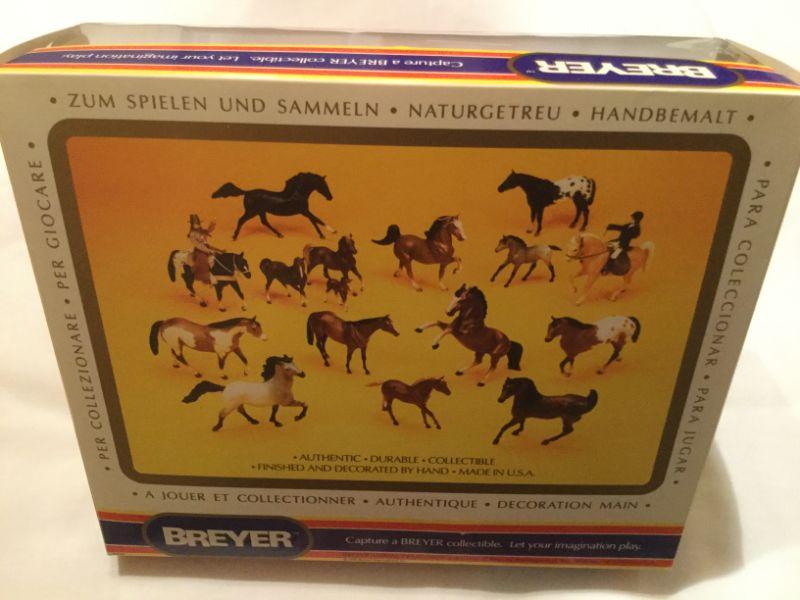 Capture a BREYER collectible. Let your imagination play.
BREYER
• ZUM SPIELEN UND SAMMELN • NATURGETREU • HANDBEMALT •
• PER COLLEZIONARE • PER GIOCARE •
• PARA COLECCIONAR • PARA JUGAR •
• AUTHENTIC • DURABLE • COLLECTIBLE
• FINISHED AND DECORATED BY HAND • MADE IN U.S.A.
• A JOUER ET COLLECTIONNER • AUTHENTIQUE • DECORATION MAIN •
BREYER
Capture a BREYER collectible. Let your imagination play.